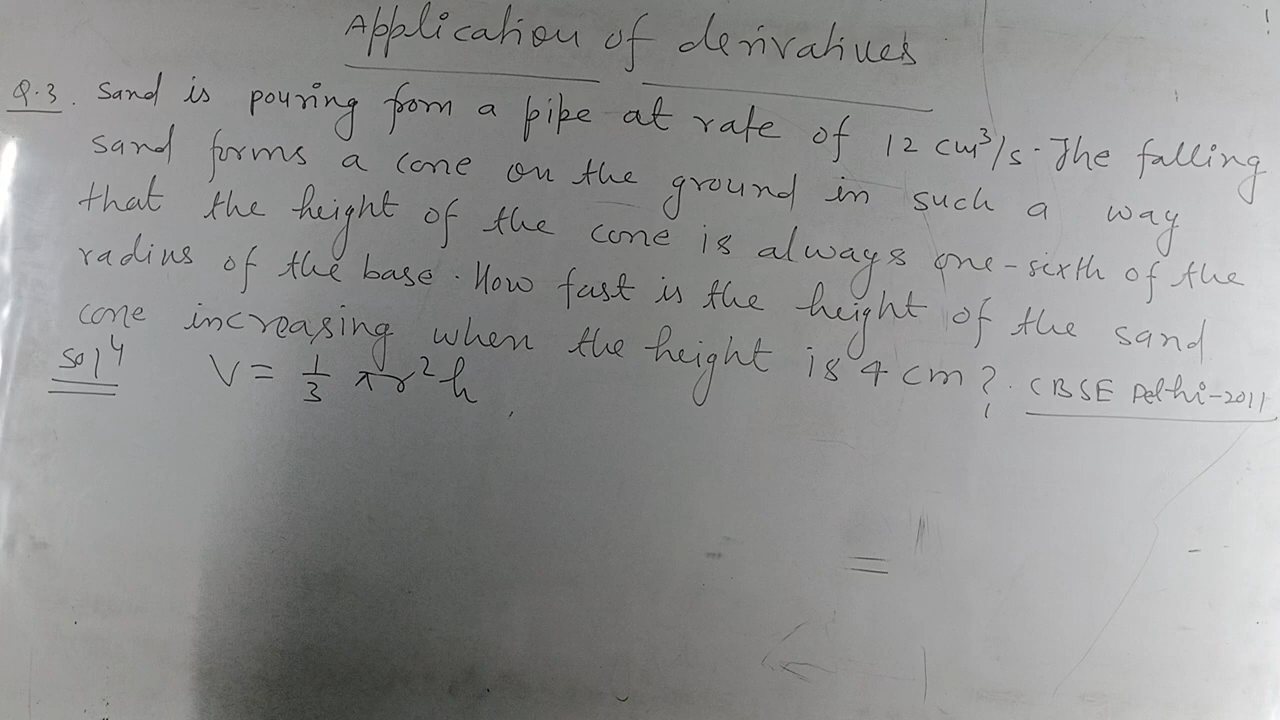 Application of derivatives
Q.3. Sand is pouring from a pipe at rate of 12 cm³/s. The falling
sand forms a cone on the ground in such a way
that the height of the cone is always one-sixth of the
radius of the base. How fast is the height of the sand
cone increasing when the height is 4 cm? CBSE Delhi-2011
Solⁿ V = 1/3 πr²h